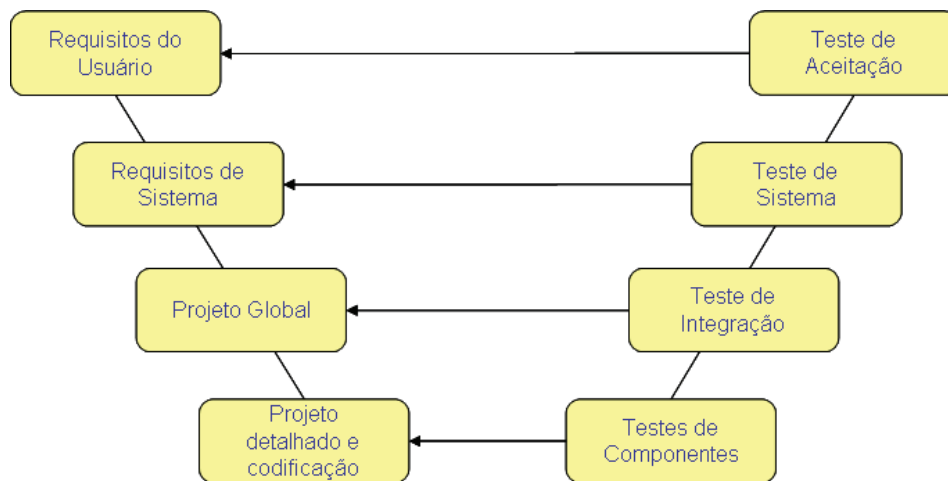 Requisitos do
Usuário
Teste de
Aceitação
Requisitos de
Sistema
Teste de
Sistema
Projeto Global
Teste de
Integração
Projeto
detalhado e
codificação
Testes de
Componentes